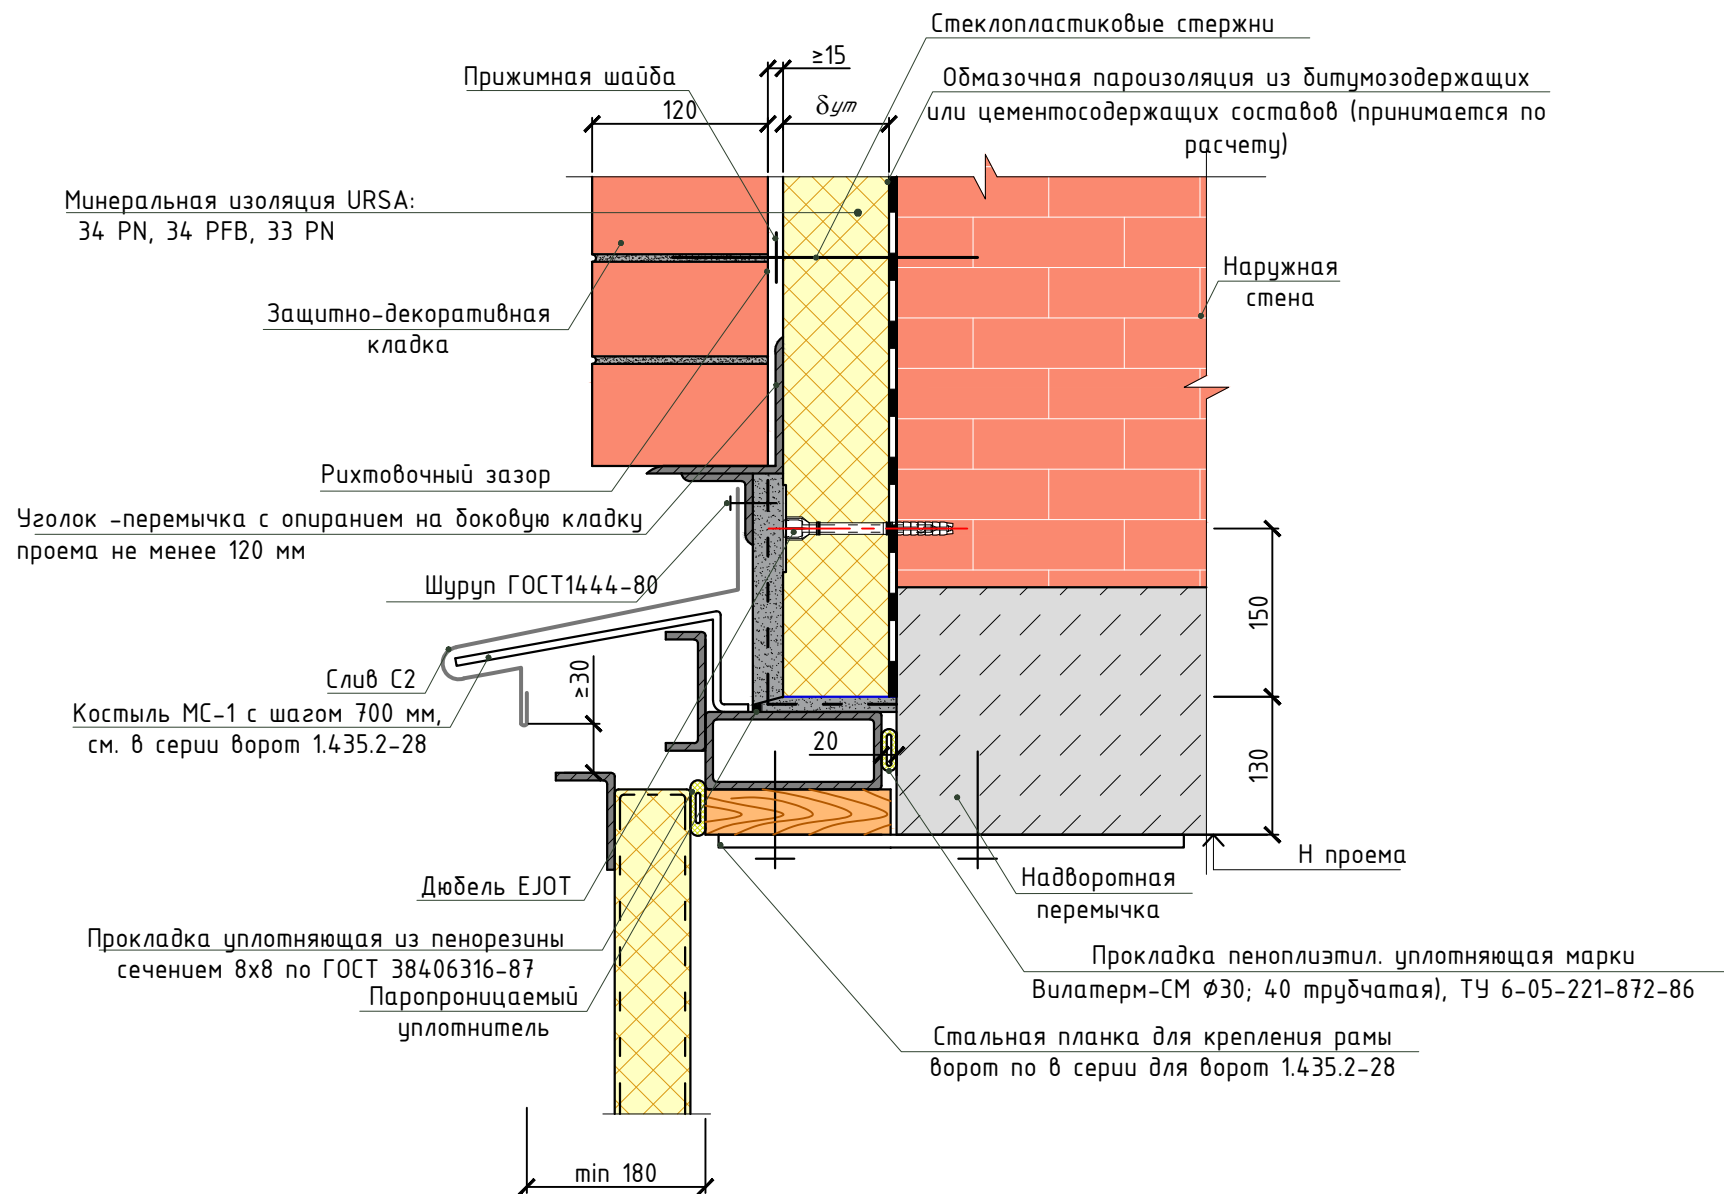 Стеклопластиковые стержни
≥15
Прижимная шайба
Обмазочная пароизоляция из битумозодержащих
или цементосодержащих составов (принимается по
расчету)
120
δут
Минеральная изоляция URSA:
34 PN, 34 PFB, 33 PN
Наружная
стена
Защитно-декоративная
кладка
Рихтовочный зазор
Уголок -перемычка с опиранием на боковую кладку
проема не менее 120 мм
Шуруп ГОСТ1444-80
150
Слив С2
≥30
Костыль МС-1 с шагом 700 мм,
см. в серии ворот 1.435.2-28
20
130
Н проема
Дюбель EJOT
Надворотная
перемычка
Прокладка уплотняющая из пенорезины
сечением 8х8 по ГОСТ 38406316-87
Прокладка пеноплиэтил. уплотняющая марки
Вилатерм-СМ Ф30; 40 трубчатая), ТУ 6-05-221-872-86
Паропроницаемый
уплотнитель
Стальная планка для крепления рамы
ворот по в серии для ворот 1.435.2-28
min 180